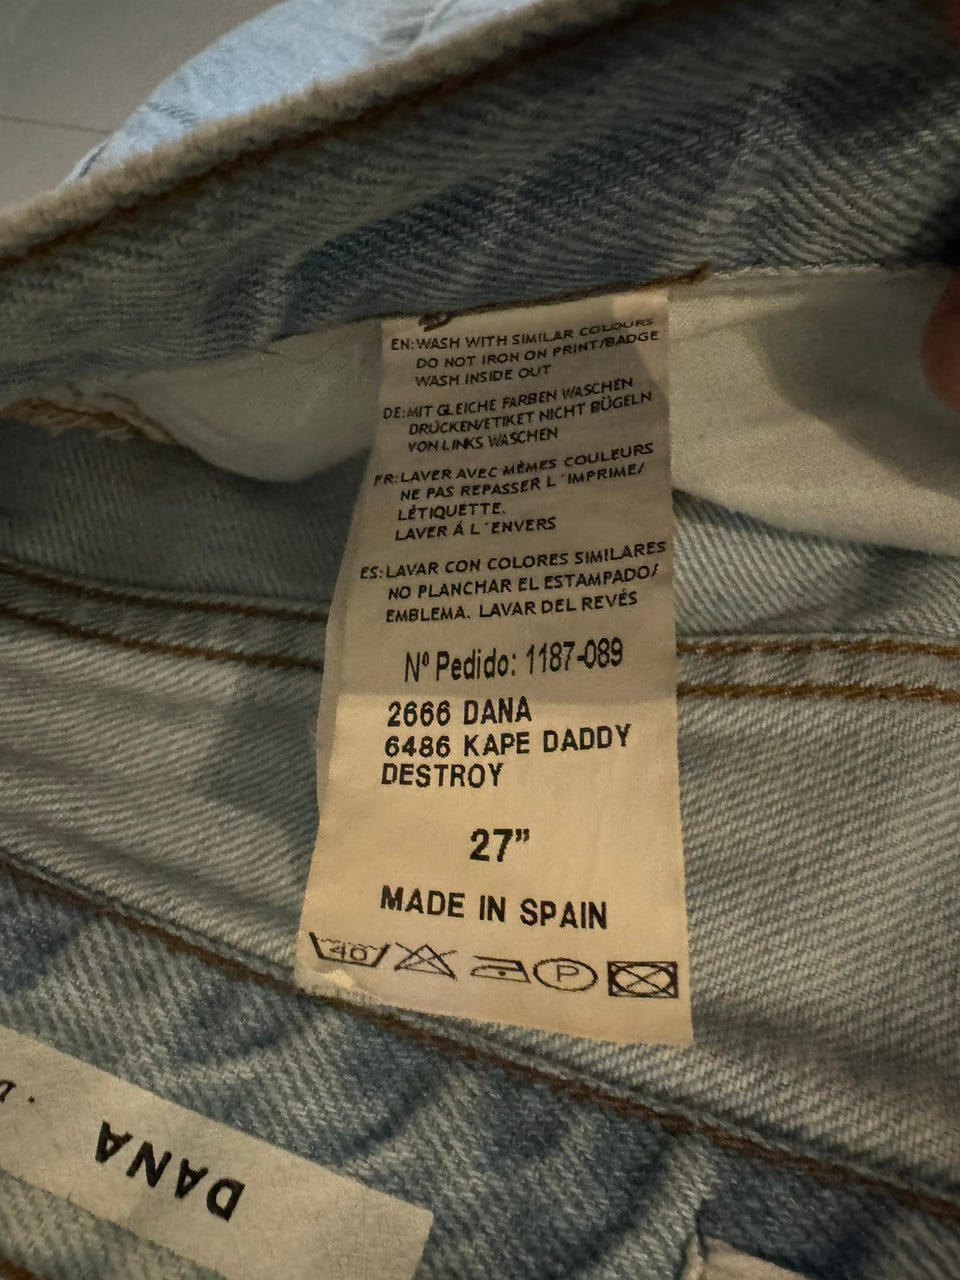 EN:WASH WITH SIMILAR COLOURS
DO NOT IRON ON PRINT/BADGE
WASH INSIDE OUT
DE:MIT GLEICHE FARBEN WASCHEN
DRÜCKEN/ETIKET NICHT BÜGELN
VON LINKS WASCHEN
FR:LAVER AVEC MÈMES COULEURS
NE PAS REPASSER L´IMPRIME/
LÉTIQUETTE.
LAVER Á L´ENVERS
ES:LAVAR CON COLORES SIMILARES
NO PLANCHAR EL ESTAMPADO/
EMBLEMA. LAVAR DEL REVÉS
Nº Pedido: 1187-089
2666 DANA
6486 KAPE DADDY
DESTROY
27”
MADE IN SPAIN
40 P
DANA